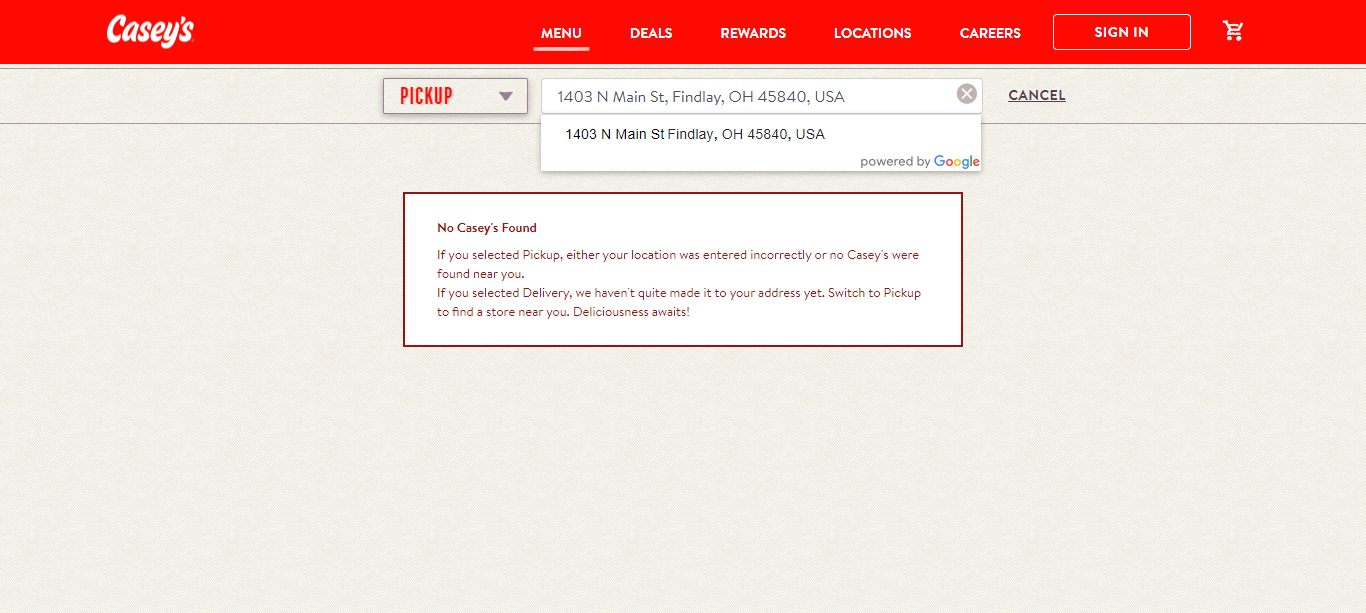 Casey's
MENU DEALS REWARDS LOCATIONS CAREERS SIGN IN
PICKUP 1403 N Main St, Findlay, OH 45840, USA CANCEL
1403 N Main St Findlay, OH 45840, USA
powered by Google
No Casey's Found
If you selected Pickup, either your location was entered incorrectly or no Casey's were
found near you.
If you selected Delivery, we haven't quite made it to your address yet. Switch to Pickup
to find a store near you. Deliciousness awaits!